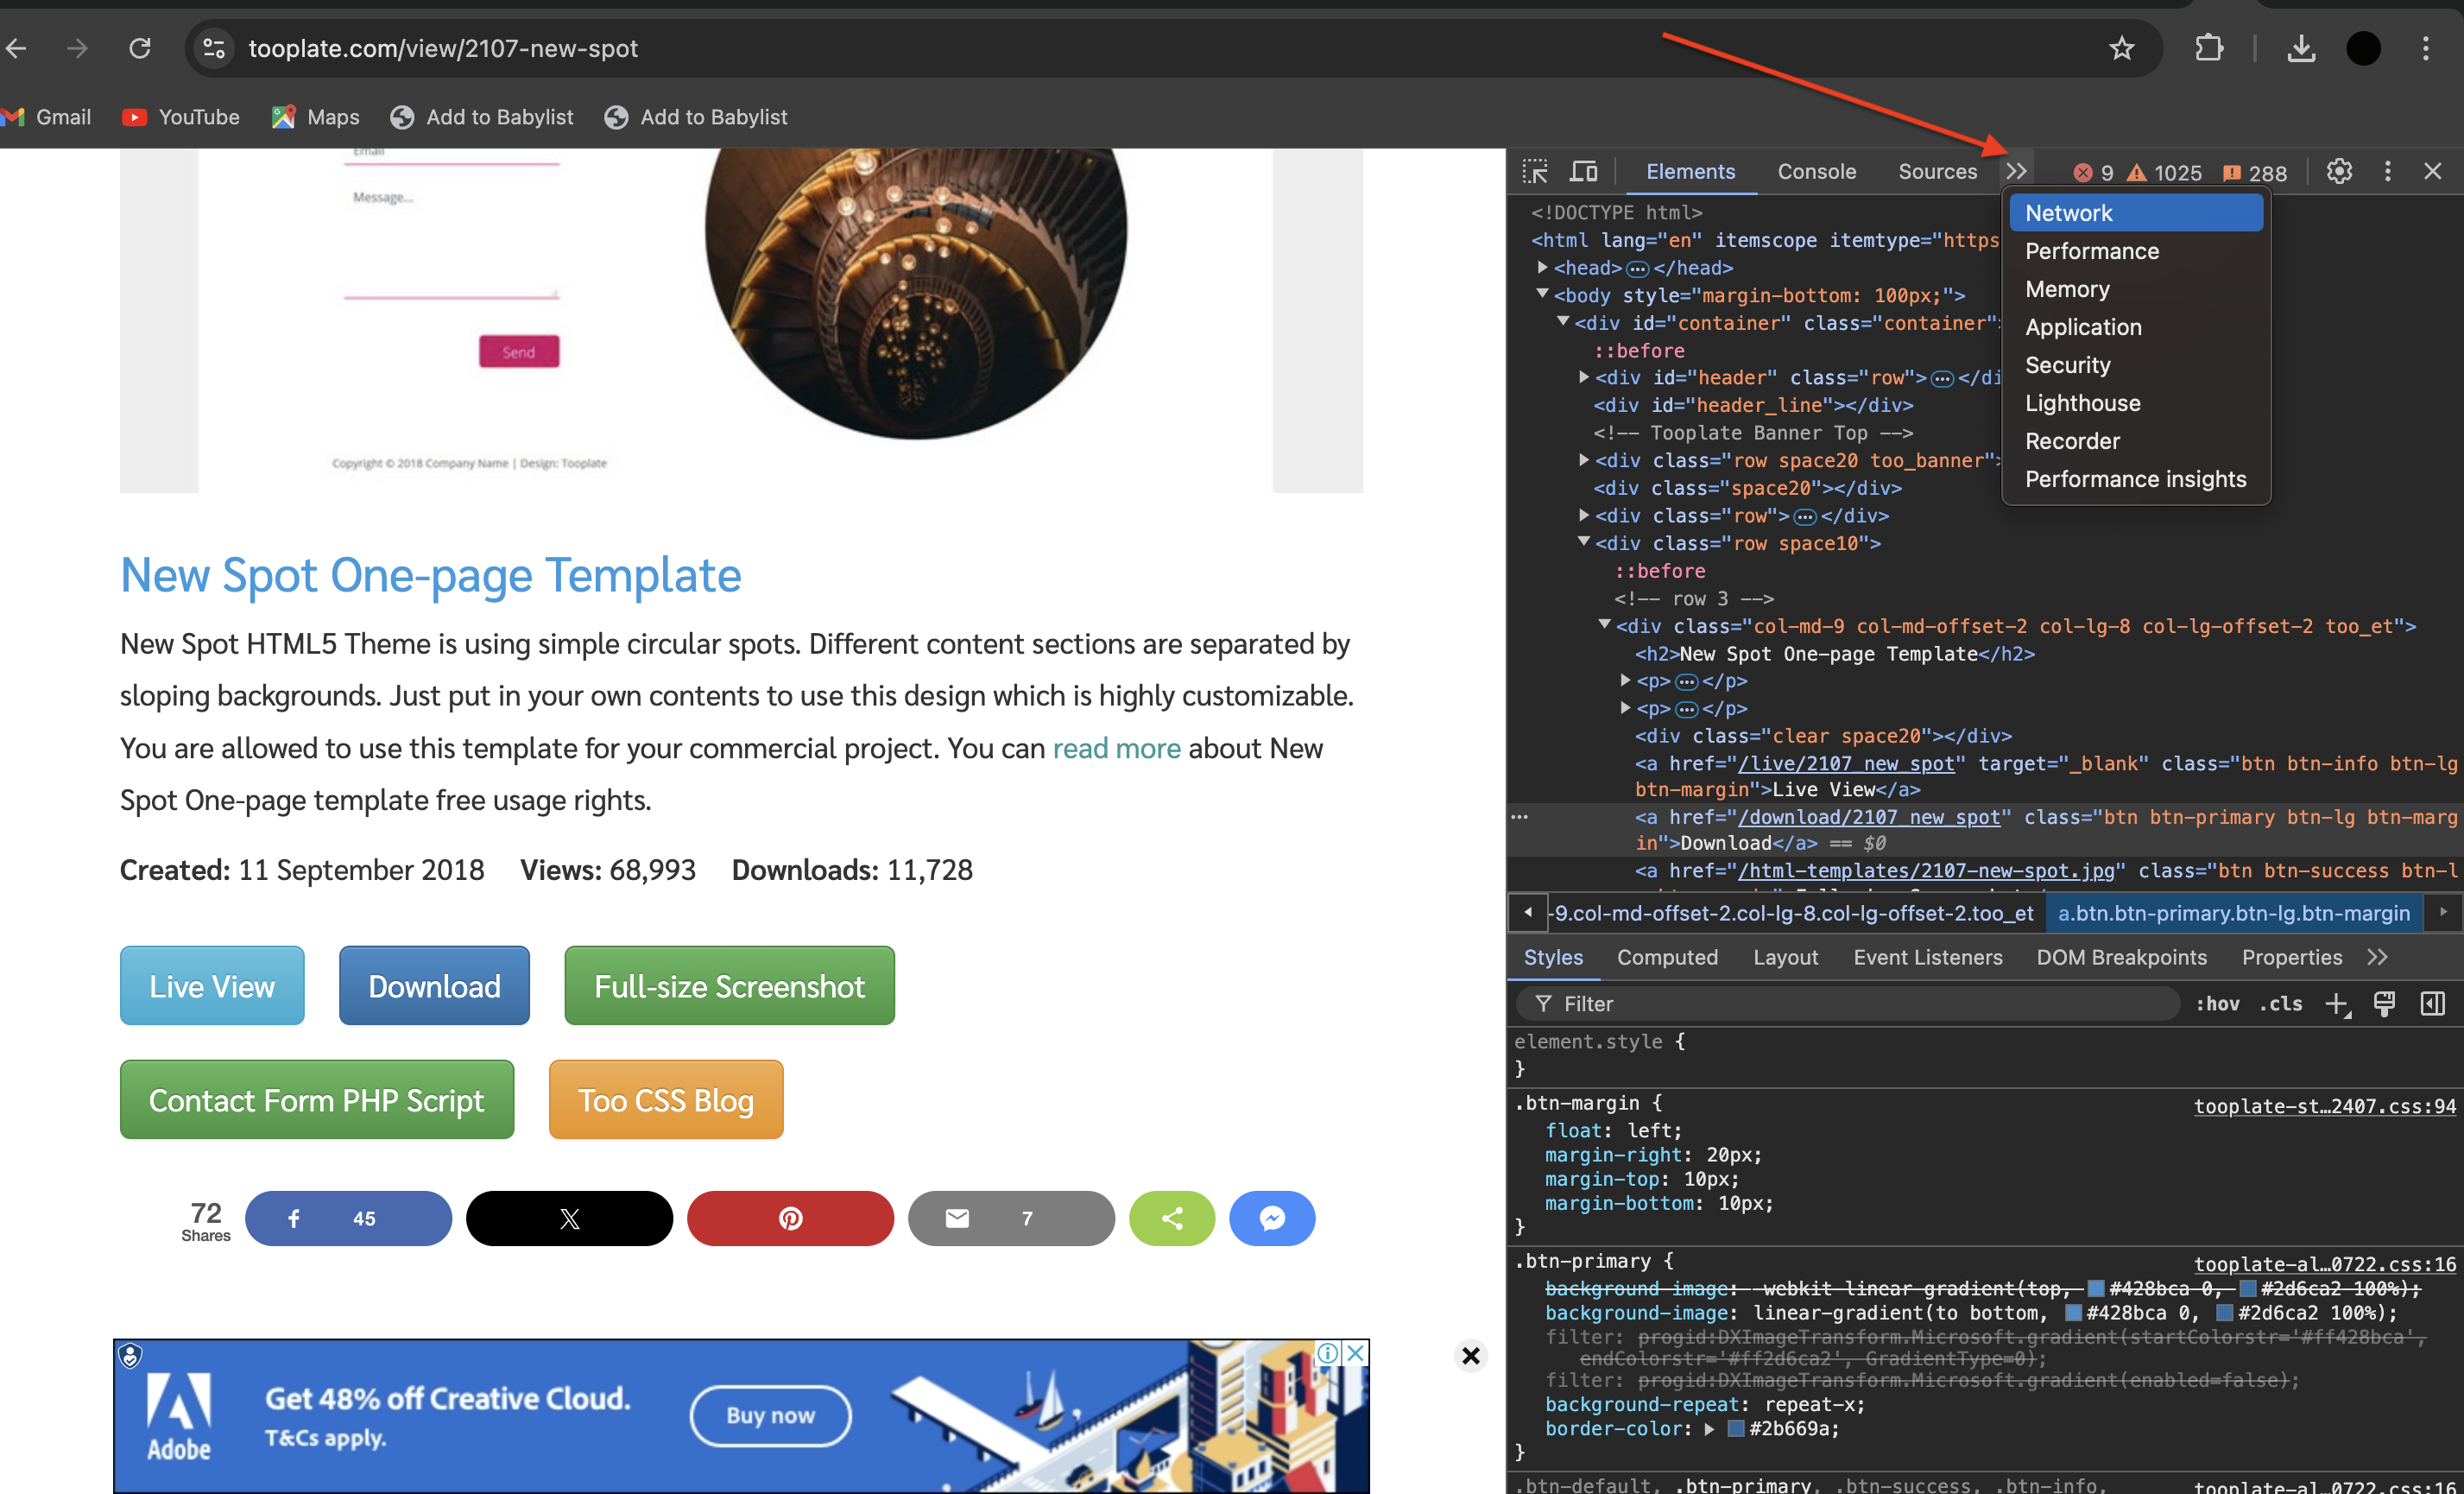 tooplate.com/view/2107-new-spot
Gmail
YouTube
Maps
Add to Babylist
Add to Babylist
Email
Message...
Send
Copyright © 2018 Company Name | Design: Tooplate
New Spot One-page Template
New Spot HTML5 Theme is using simple circular spots. Different content sections are separated by
sloping backgrounds. Just put in your own contents to use this design which is highly customizable.
You are allowed to use this template for your commercial project. You can read more about New
Spot One-page template free usage rights.
Created: 11 September 2018 Views: 68,993 Downloads: 11,728
Live View
Download
Full-size Screenshot
Contact Form PHP Script
Too CSS Blog
72
Shares
45
7
Adobe
Get 48% off Creative Cloud.
T&Cs apply.
Buy now
Elements Console Sources 9 1025 288
Network
Performance
Memory
Application
Security
Lighthouse
Recorder
Performance insights
<!DOCTYPE html>
<html lang="en" itemscope itemtype="https
<head>…</head>
<body style="margin-bottom: 100px;">
<div id="container" class="container"
::before
<div id="header" class="row">…</di
<div id="header_line"></div>
<!-- Tooplate Banner Top -->
<div class="row space20 too_banner">
<div class="space20"></div>
<div class="row">…</div>
<div class="row space10">
::before
<!-- row 3 -->
<div class="col-md-9 col-md-offset-2 col-lg-8 col-lg-offset-2 too_et">
<h2>New Spot One-page Template</h2>
<p>…</p>
<p>…</p>
<div class="clear space20"></div>
<a href="/live/2107_new_spot" target="_blank" class="btn btn-info btn-lg
btn-margin">Live View</a>
<a href="/download/2107_new_spot" class="btn btn-primary btn-lg btn-marg
in">Download</a> == $0
<a href="/html-templates/2107-new-spot.jpg" class="btn btn-success btn-l
-9.col-md-offset-2.col-lg-8.col-lg-offset-2.too_et a.btn.btn-primary.btn-lg.btn-margin
Styles Computed Layout Event Listeners DOM Breakpoints Properties
Filter :hov .cls
element.style {
}
.btn-margin { tooplate-st…2407.css:94
float: left;
margin-right: 20px;
margin-top: 10px;
margin-bottom: 10px;
}
.btn-primary { tooplate-al…0722.css:16
background-image: -webkit-linear-gradient(top, #428bca 0, #2d6ca2 100%);
background-image: linear-gradient(to bottom, #428bca 0, #2d6ca2 100%);
filter: progid:DXImageTransform.Microsoft.gradient(startColorstr='#ff428bca',
endColorstr='#ff2d6ca2', GradientType=0);
filter: progid:DXImageTransform.Microsoft.gradient(enabled=false);
background-repeat: repeat-x;
border-color: #2b669a;
}
.btn-default, .btn-primary, .btn-success, .btn-info, tooplate-al…0722.css:16